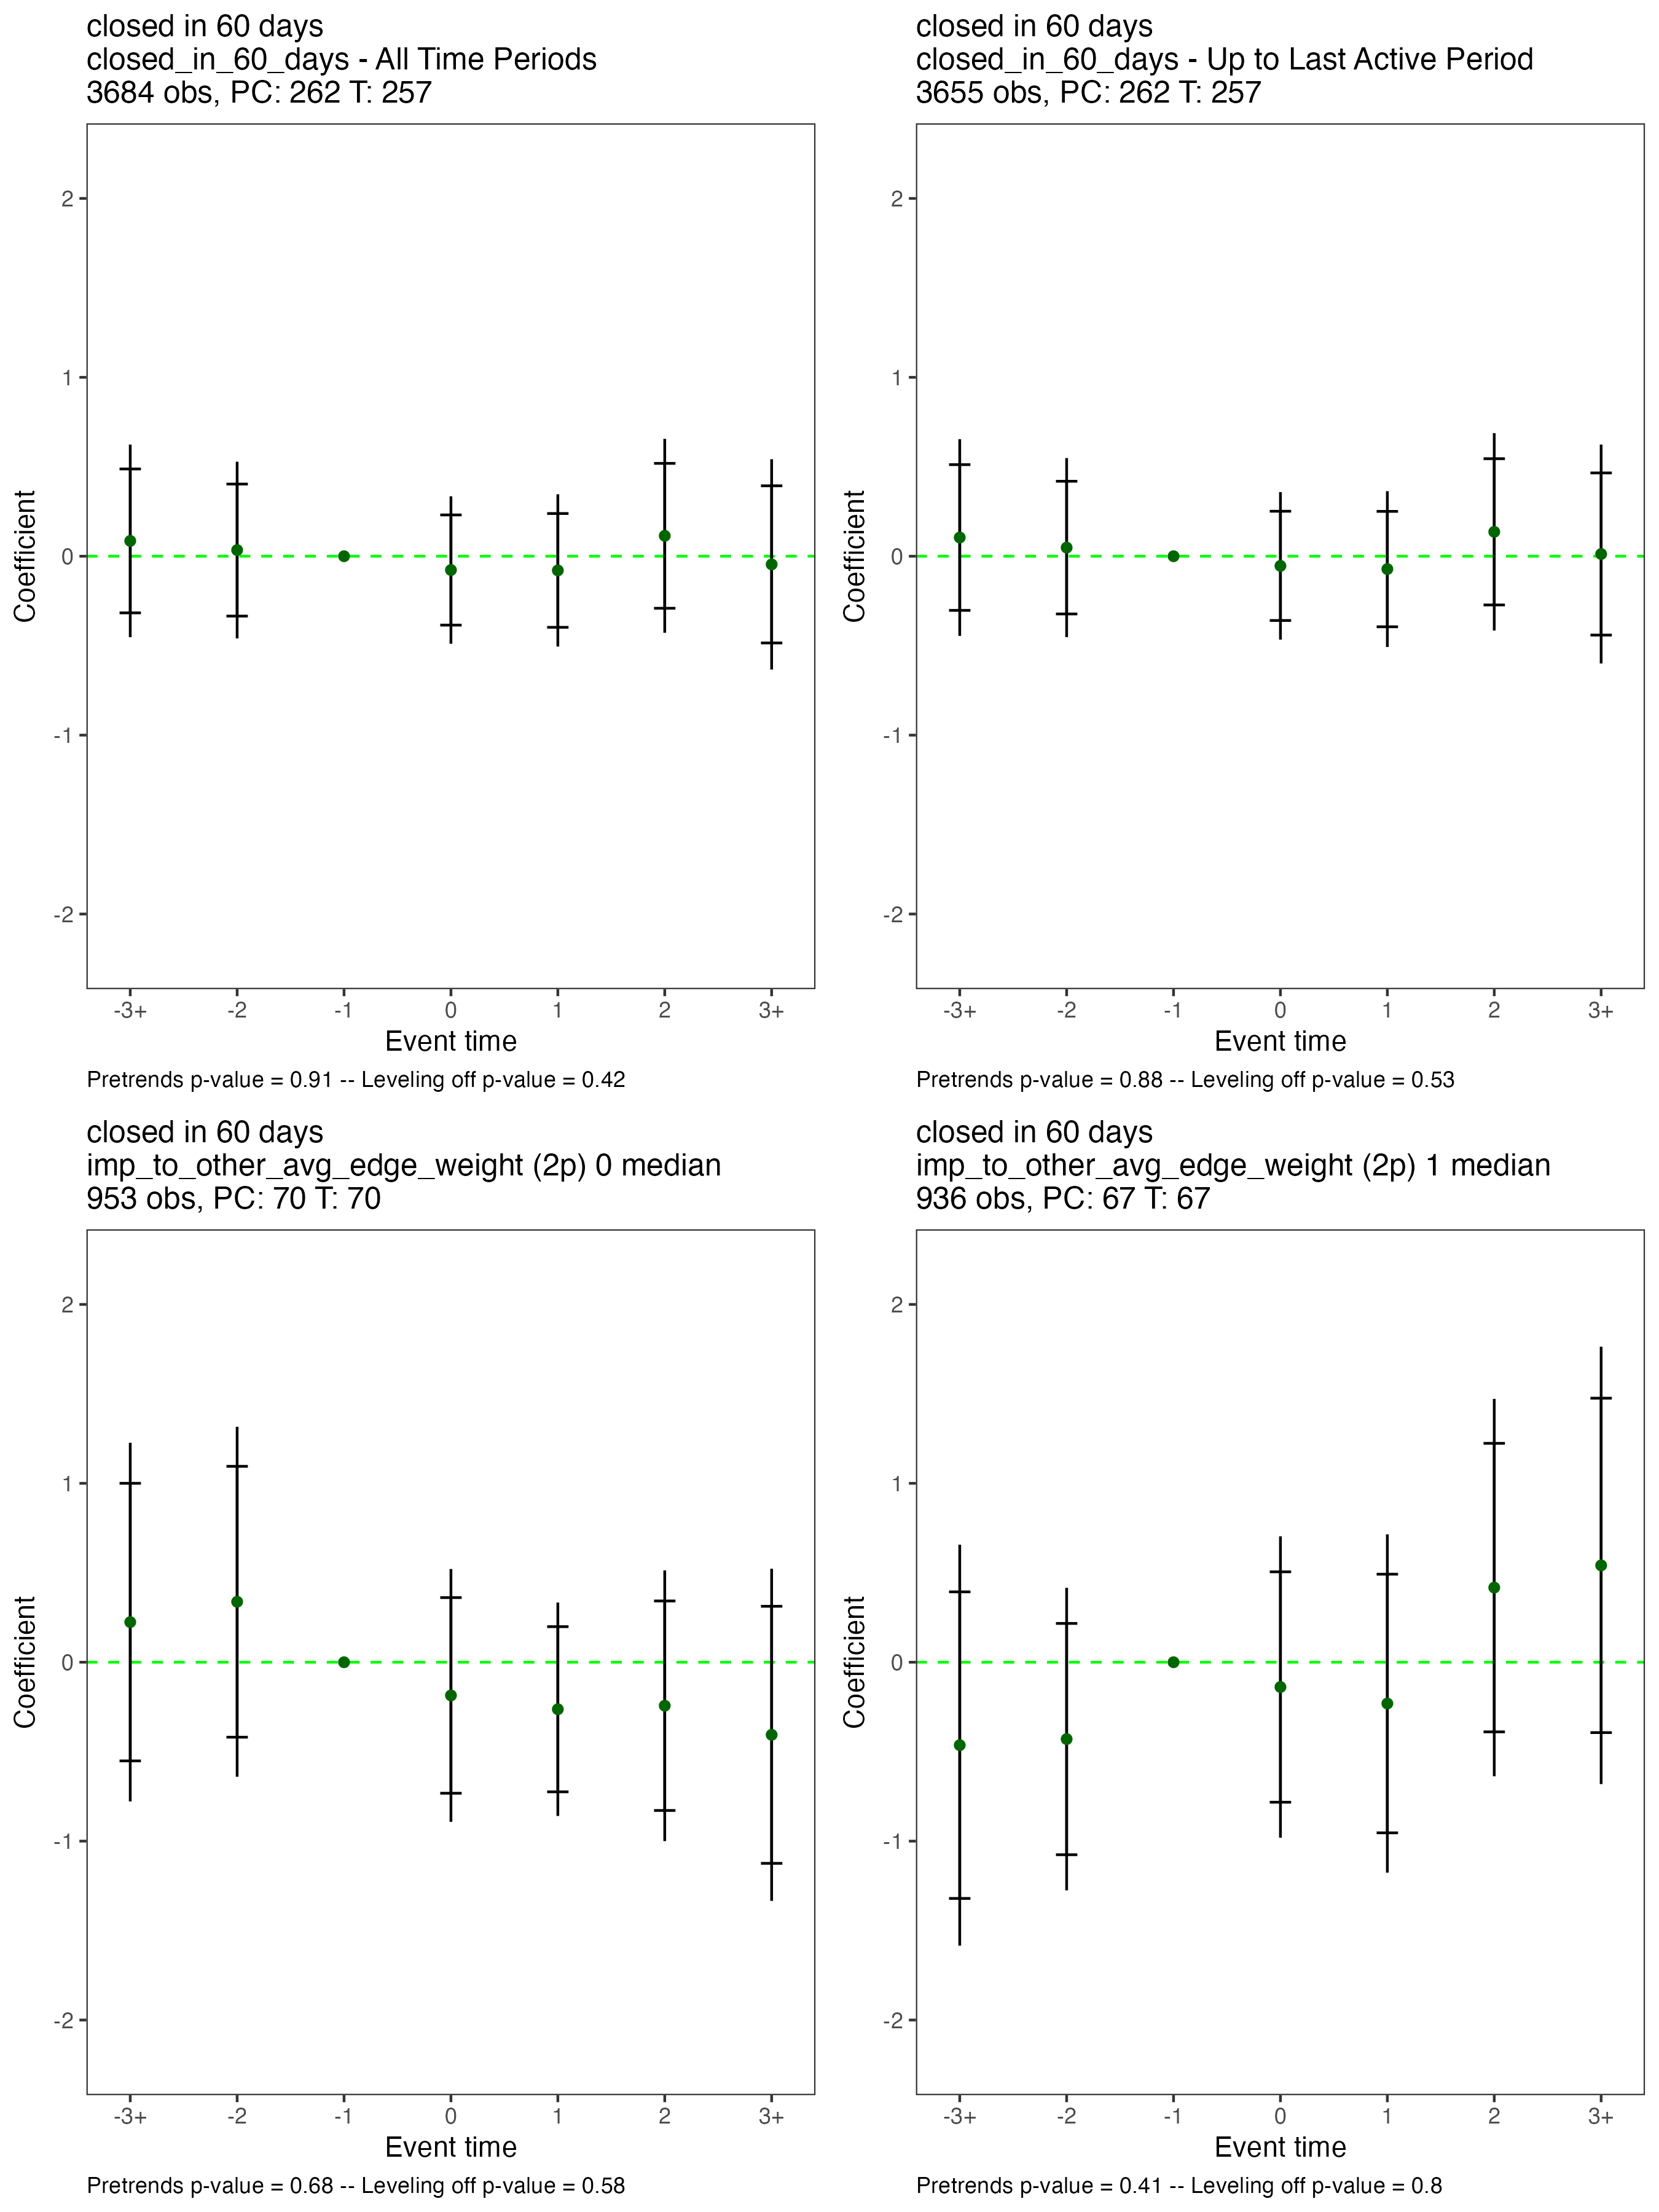 closed in 60 days
closed_in_60_days - All Time Periods
3684 obs, PC: 262 T: 257
2
1
0
-1
-2
Coefficient
-3+ -2 -1 0 1 2 3+
Event time
Pretrends p-value = 0.91 -- Leveling off p-value = 0.42
closed in 60 days
closed_in_60_days - Up to Last Active Period
3655 obs, PC: 262 T: 257
2
1
0
-1
-2
Coefficient
-3+ -2 -1 0 1 2 3+
Event time
Pretrends p-value = 0.88 -- Leveling off p-value = 0.53
closed in 60 days
imp_to_other_avg_edge_weight (2p) 0 median
953 obs, PC: 70 T: 70
2
1
0
-1
-2
Coefficient
-3+ -2 -1 0 1 2 3+
Event time
Pretrends p-value = 0.68 -- Leveling off p-value = 0.58
closed in 60 days
imp_to_other_avg_edge_weight (2p) 1 median
936 obs, PC: 67 T: 67
2
1
0
-1
-2
Coefficient
-3+ -2 -1 0 1 2 3+
Event time
Pretrends p-value = 0.41 -- Leveling off p-value = 0.8